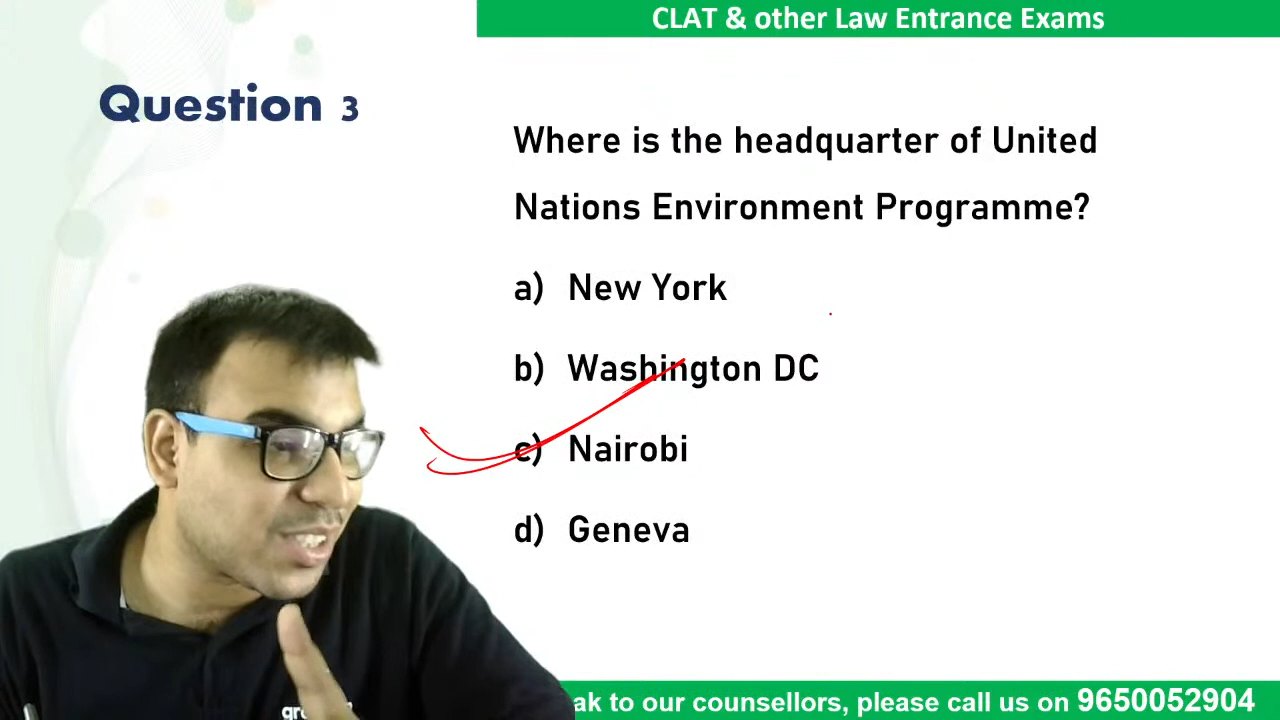 CLAT & other Law Entrance Exams
Question 3
Where is the headquarter of United
Nations Environment Programme?
a) New York
b) Washington DC
c) Nairobi
d) Geneva
to our counsellors, please call us on 9650052904